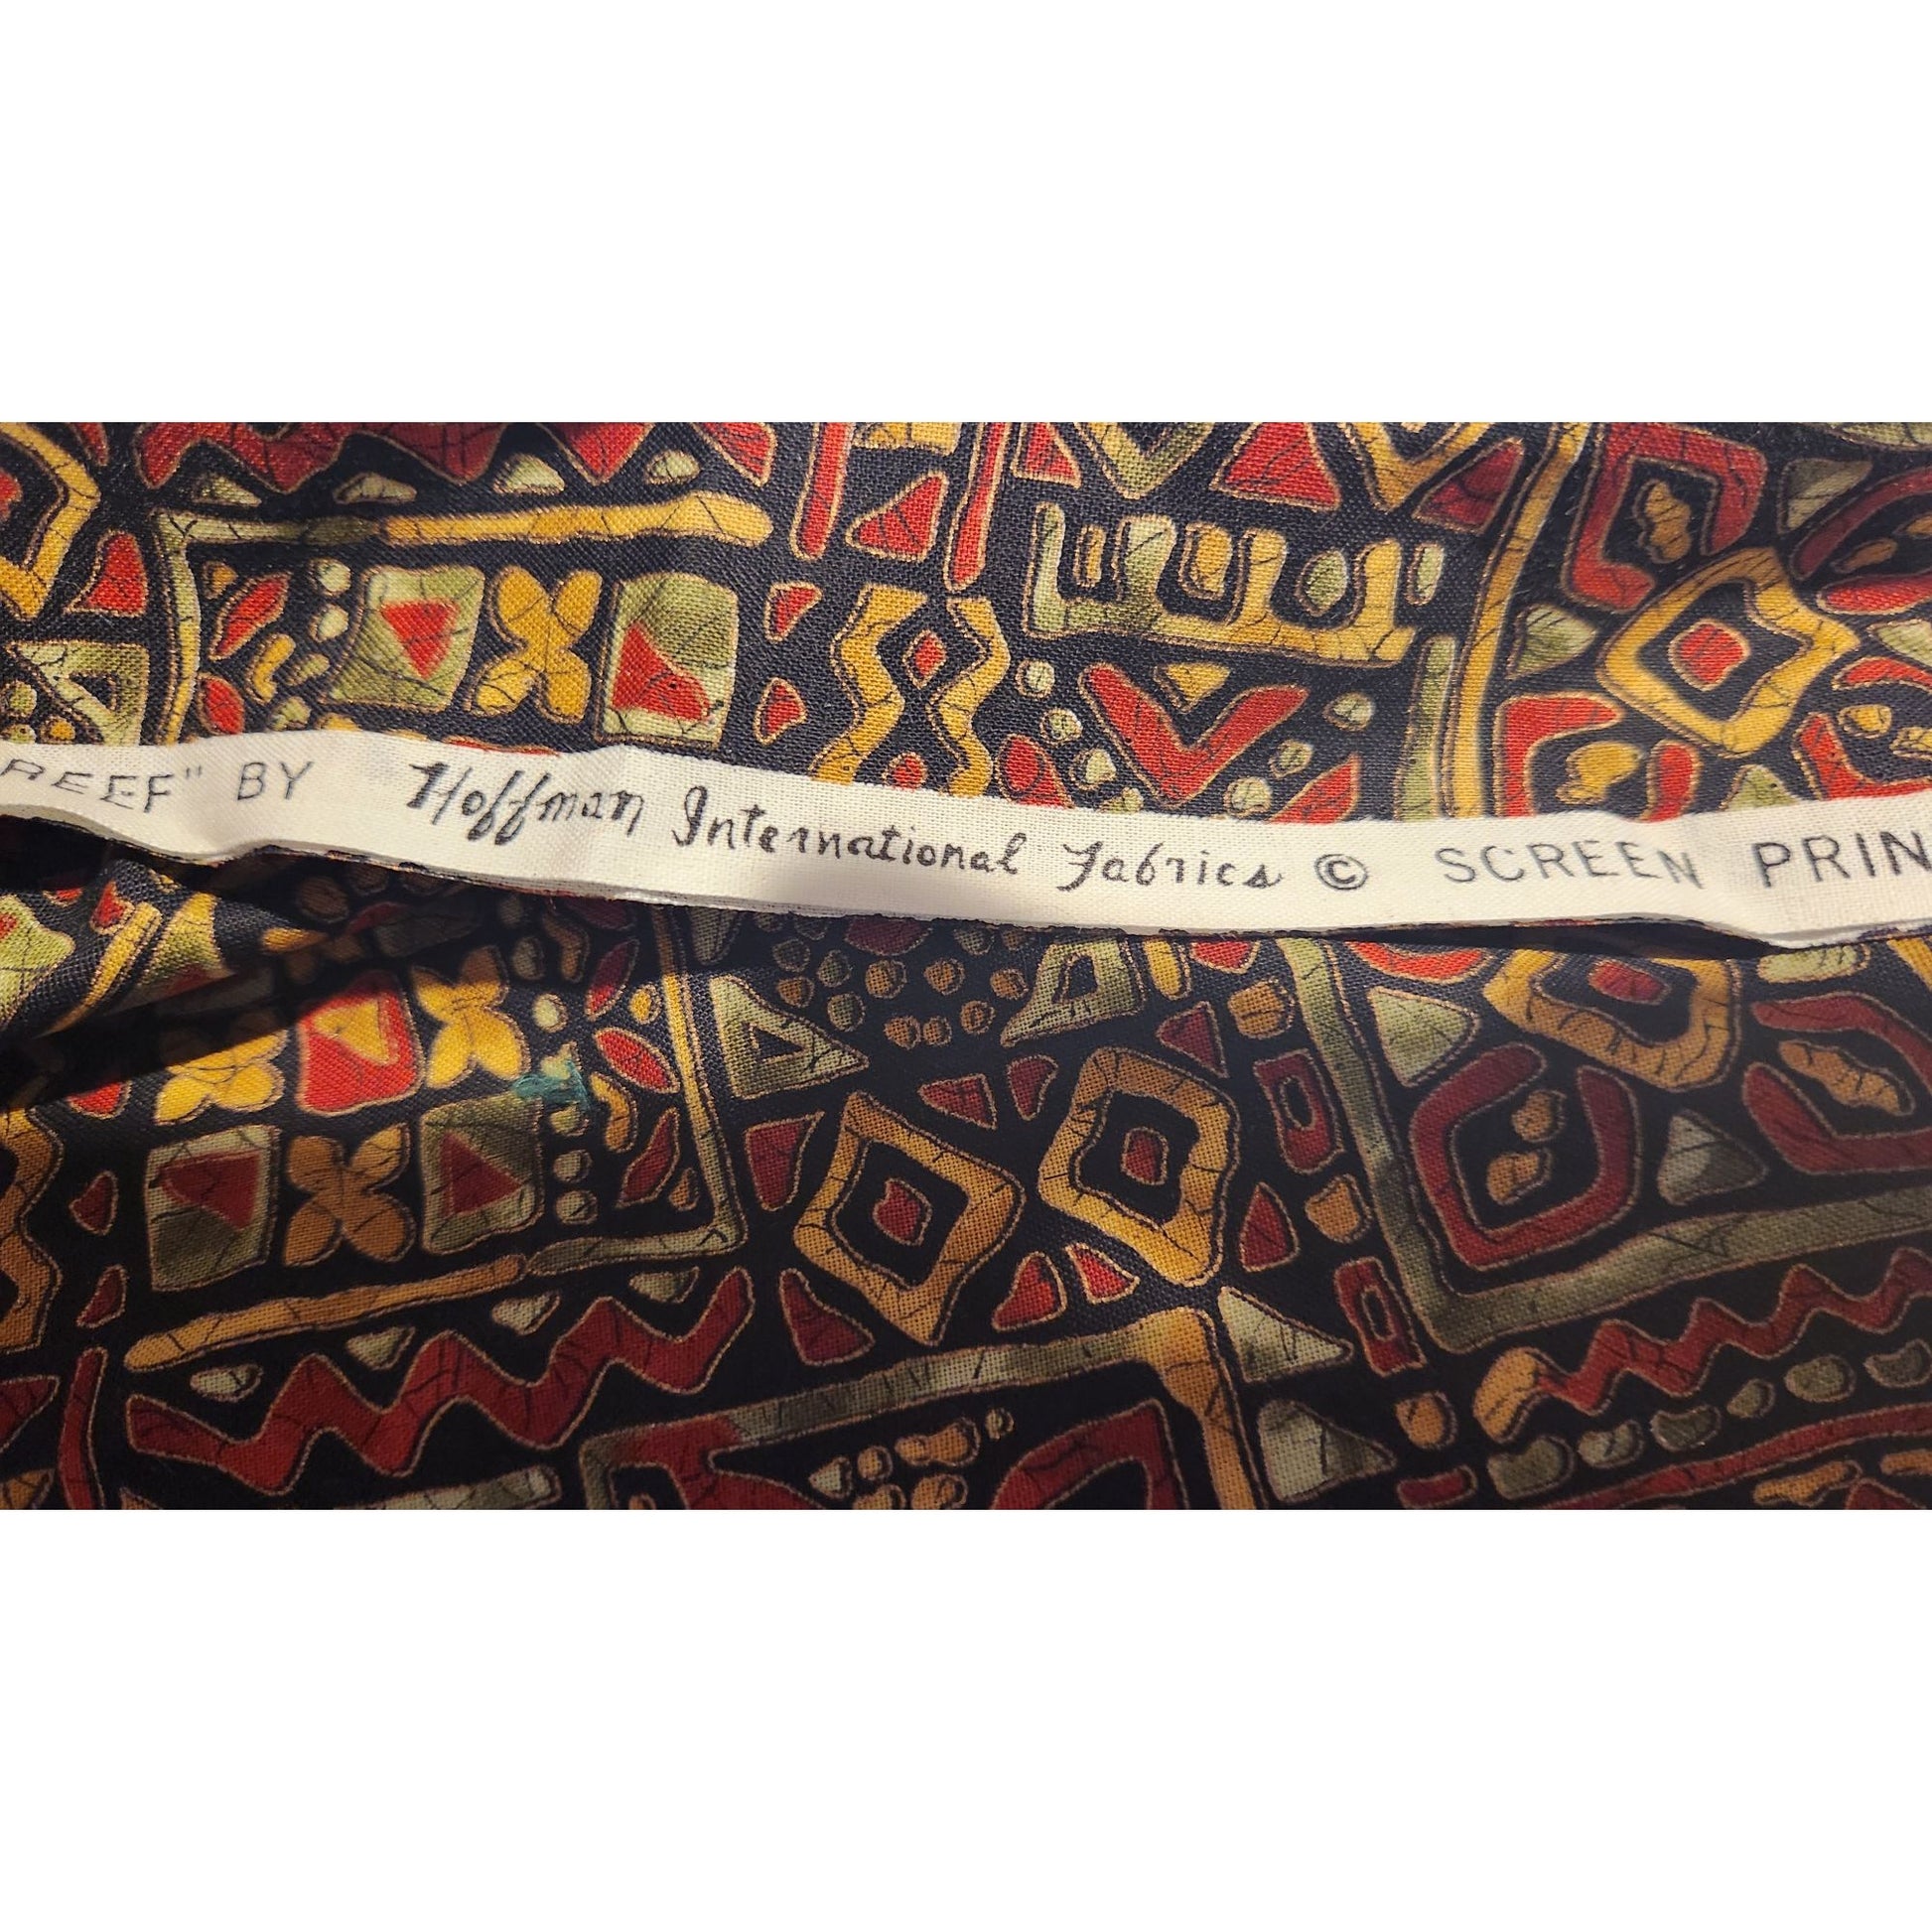 REEF" BY Hoffman International Fabrics © SCREEN PRIN